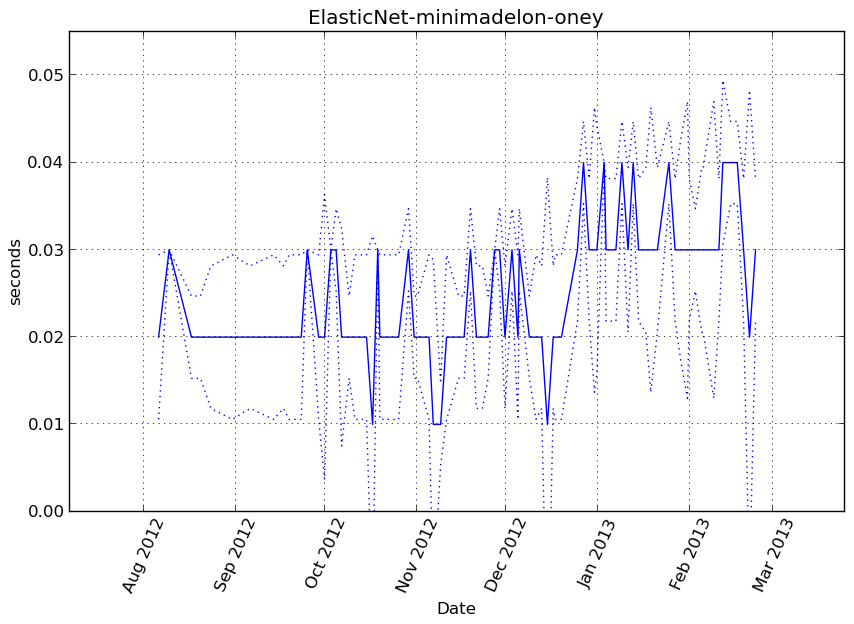 ElasticNet-minimadelon-oney
0.05
0.04
0.03
0.02
0.01
0.00
seconds
Aug 2012
Sep 2012
Oct 2012
Nov 2012
Dec 2012
Jan 2013
Feb 2013
Mar 2013
Date